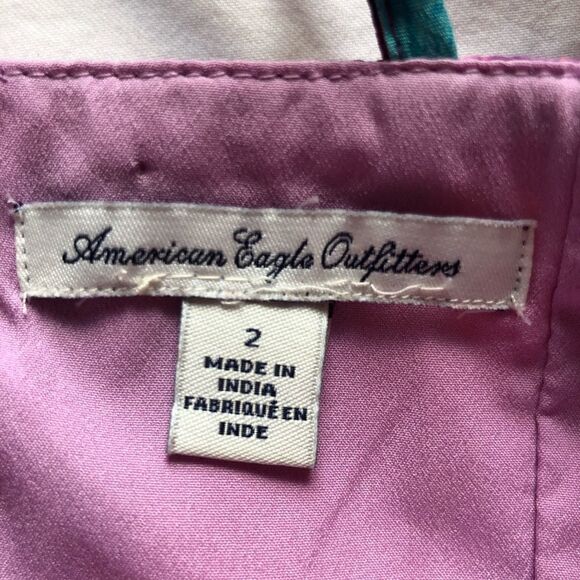 American Eagle Outfitters
2
MADE IN
INDIA
FABRIQUÉ EN
INDE